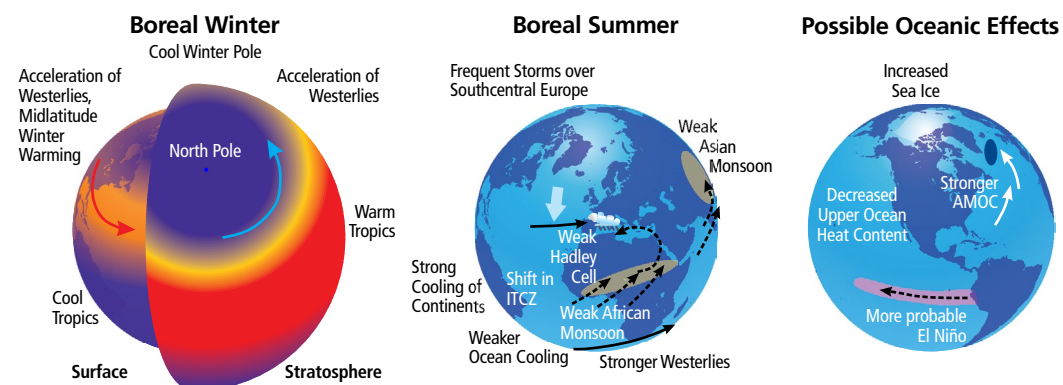 Boreal Winter
Cool Winter Pole
Acceleration of
Westerlies,
Midlatitude
Winter
Warming
Acceleration of
Westerlies
North Pole
Warm
Tropics
Cool
Tropics
Surface
Stratosphere
Boreal Summer
Frequent Storms over
Southcentral Europe
Weak
Asian
Monsoon
Weak
Hadley
Cell
Shift in
ITCZ
Strong
Cooling of
Continents
Weak African
Monsoon
Weaker
Ocean Cooling
Stronger Westerlies
Possible Oceanic Effects
Increased
Sea Ice
Stronger
AMOC
Decreased
Upper Ocean
Heat Content
More probable
El Niño